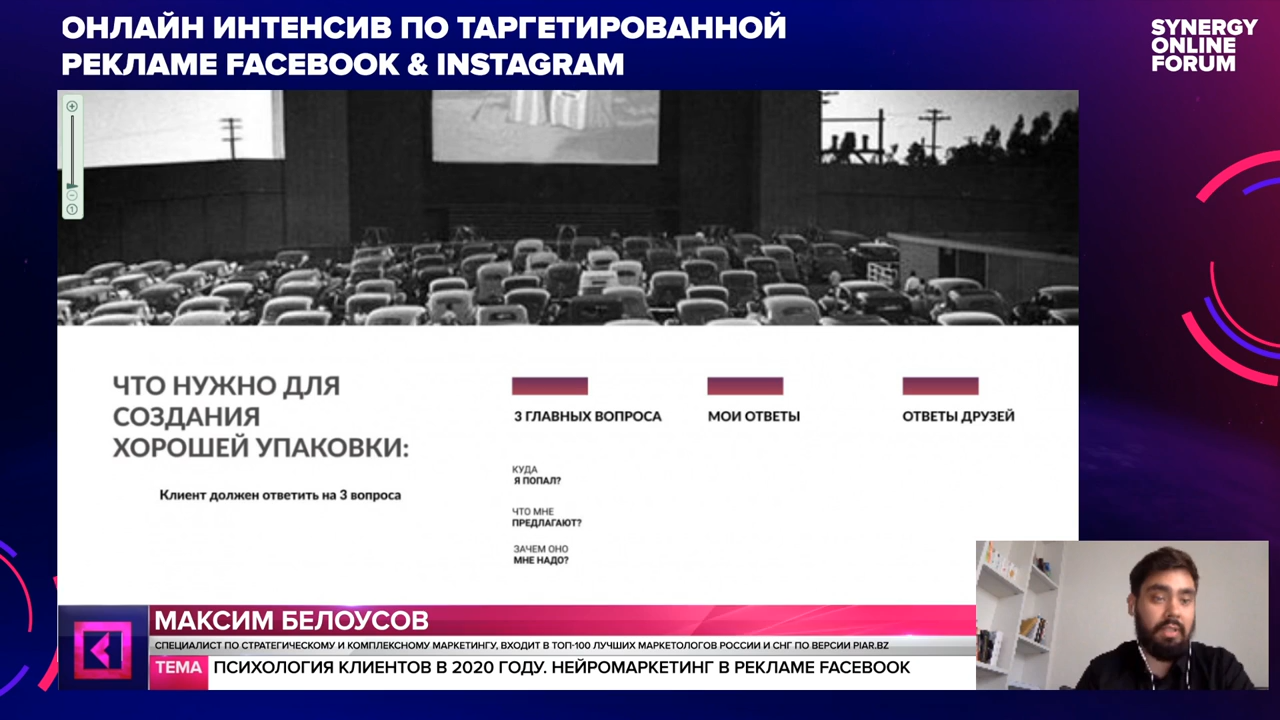 ОНЛАЙН ИНТЕНСИВ ПО ТАРГЕТИРОВАННОЙ
РЕКЛАМЕ FACEBOOK & INSTAGRAM
SYNERGY
ONLINE
FORUM
ЧТО НУЖНО ДЛЯ
СОЗДАНИЯ
ХОРОШЕЙ УПАКОВКИ:
Клиент должен ответить на 3 вопроса
3 ГЛАВНЫХ ВОПРОСА
МОИ ОТВЕТЫ
ОТВЕТЫ ДРУЗЕЙ
КУДА
Я ПОПАЛ?
ЧТО МНЕ
ПРЕДЛАГАЮТ?
ЗАЧЕМ ОНО
МНЕ НАДО?
МАКСИМ БЕЛОУСОВ
СПЕЦИАЛИСТ ПО СТРАТЕГИЧЕСКОМУ И КОМПЛЕКСНОМУ МАРКЕТИНГУ, ВХОДИТ В ТОП-100 ЛУЧШИХ МАРКЕТОЛОГОВ РОССИИ И СНГ ПО ВЕРСИИ PIAR.BZ
ТЕМА ПСИХОЛОГИЯ КЛИЕНТОВ В 2020 ГОДУ. НЕЙРОМАРКЕТИНГ В РЕКЛАМЕ FACEBOOK